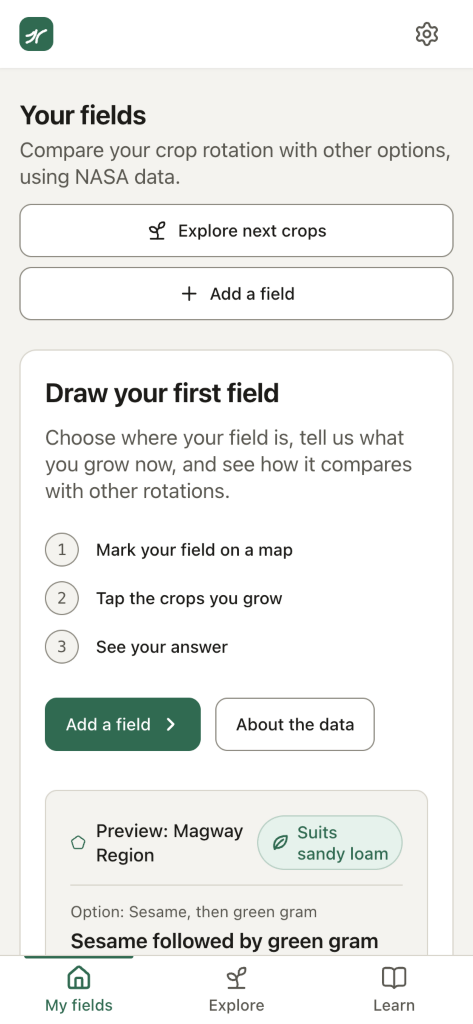 Your fields
Compare your crop rotation with other options,
using NASA data.
Explore next crops
Add a field
Draw your first field
Choose where your field is, tell us what
you grow now, and see how it compares
with other rotations.
1 Mark your field on a map
2 Tap the crops you grow
3 See your answer
Add a field
About the data
Preview: Magway
Region
Suits
sandy loam
Option: Sesame, then green gram
Sesame followed by green gram
My fields
Explore
Learn